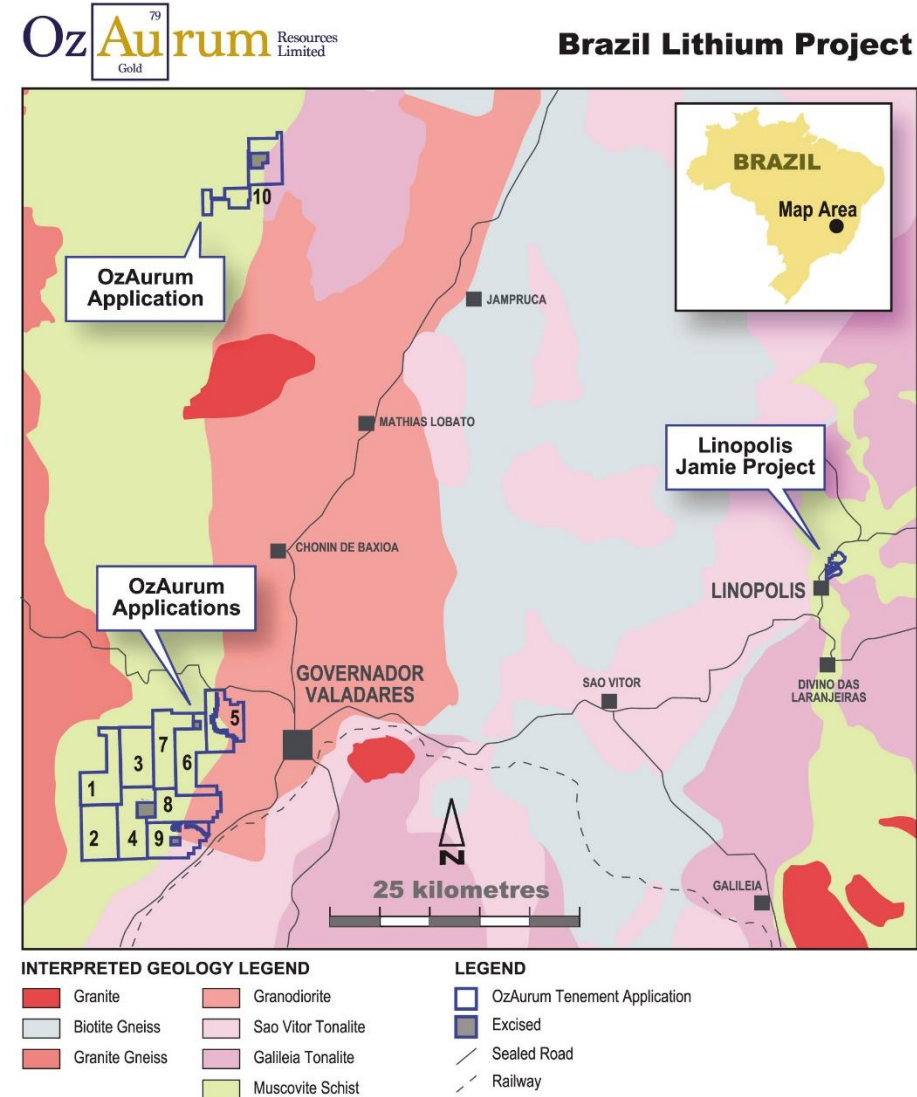 79
Oz Au rum Resources
Limited
Gold
Brazil Lithium Project
BRAZIL
Map Area
10
OzAurum
Application
JAMPRUCA
MATHIAS LOBATO
Linopolis
Jamie Project
CHONIN DE BAXIOA
LINOPOLIS
OzAurum
Applications
GOVERNADOR
VALADARES
SAO VITOR
DIVINO DAS
LARANJEIRAS
5
7
3
6
1
8
2
4
9
N
25 kilometres
GALILEIA
INTERPRETED GEOLOGY LEGEND
Granite
Biotite Gneiss
Granite Gneiss
Granodiorite
Sao Vitor Tonalite
Galileia Tonalite
Muscovite Schist
LEGEND
OzAurum Tenement Application
Excised
Sealed Road
Railway